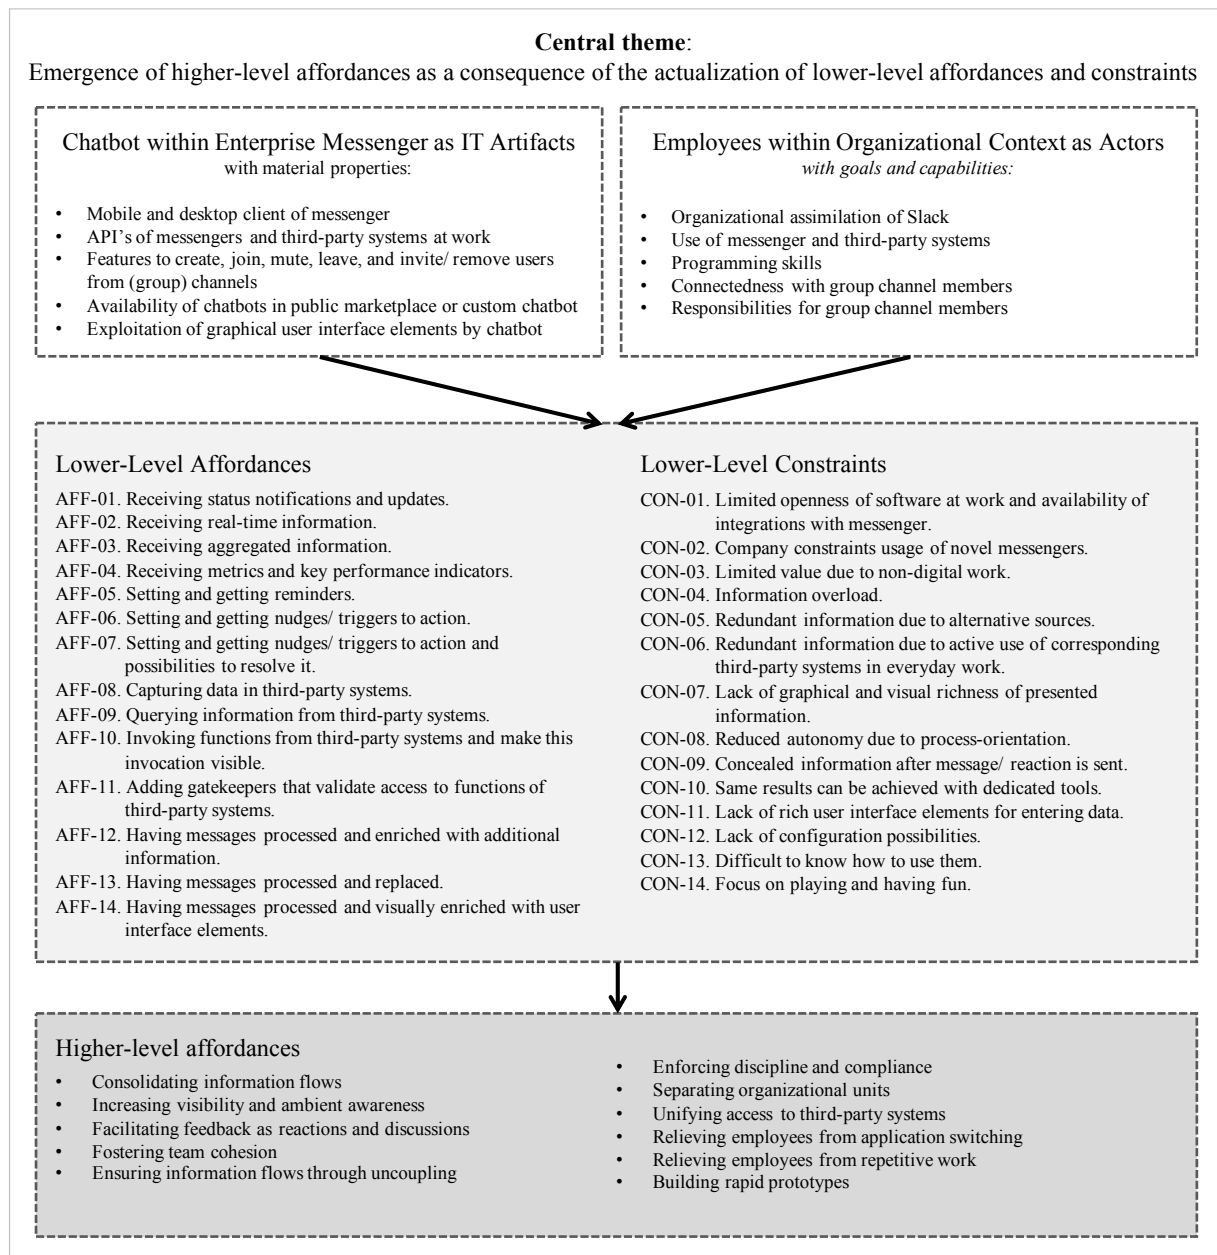 Central theme:
Emergence of higher-level affordances as a consequence of the actualization of lower-level affordances and constraints
Chatbot within Enterprise Messenger as IT Artifacts
with material properties:
• Mobile and desktop client of messenger
• API's of messengers and third-party systems at work
• Features to create, join, mute, leave, and invite/ remove users
from (group) channels
• Availability of chatbots in public marketplace or custom chatbot
• Exploitation of graphical user interface elements by chatbot
Employees within Organizational Context as Actors
with goals and capabilities:
• Organizational assimilation of Slack
• Use of messenger and third-party systems
• Programming skills
• Connectedness with group channel members
• Responsibilities for group channel members
Lower-Level Affordances
AFF-01. Receiving status notifications and updates.
AFF-02. Receiving real-time information.
AFF-03. Receiving aggregated information.
AFF-04. Receiving metrics and key performance indicators.
AFF-05. Setting and getting reminders.
AFF-06. Setting and getting nudges/ triggers to action.
AFF-07. Setting and getting nudges/ triggers to action and
possibilities to resolve it.
AFF-08. Capturing data in third-party systems.
AFF-09. Querying information from third-party systems.
AFF-10. Invoking functions from third-party systems and make this
invocation visible.
AFF-11. Adding gatekeepers that validate access to functions of
third-party systems.
AFF-12. Having messages processed and enriched with additional
information.
AFF-13. Having messages processed and replaced.
AFF-14. Having messages processed and visually enriched with user
interface elements.
Lower-Level Constraints
CON-01. Limited openness of software at work and availability of
integrations with messenger.
CON-02. Company constraints usage of novel messengers.
CON-03. Limited value due to non-digital work.
CON-04. Information overload.
CON-05. Redundant information due to alternative sources.
CON-06. Redundant information due to active use of corresponding
third-party systems in everyday work.
CON-07. Lack of graphical and visual richness of presented
information.
CON-08. Reduced autonomy due to process-orientation.
CON-09. Concealed information after message/ reaction is sent.
CON-10. Same results can be achieved with dedicated tools.
CON-11. Lack of rich user interface elements for entering data.
CON-12. Lack of configuration possibilities.
CON-13. Difficult to know how to use them.
CON-14. Focus on playing and having fun.
Higher-level affordances
• Consolidating information flows
• Increasing visibility and ambient awareness
• Facilitating feedback as reactions and discussions
• Fostering team cohesion
• Ensuring information flows through uncoupling
• Enforcing discipline and compliance
• Separating organizational units
• Unifying access to third-party systems
• Relieving employees from application switching
• Relieving employees from repetitive work
• Building rapid prototypes